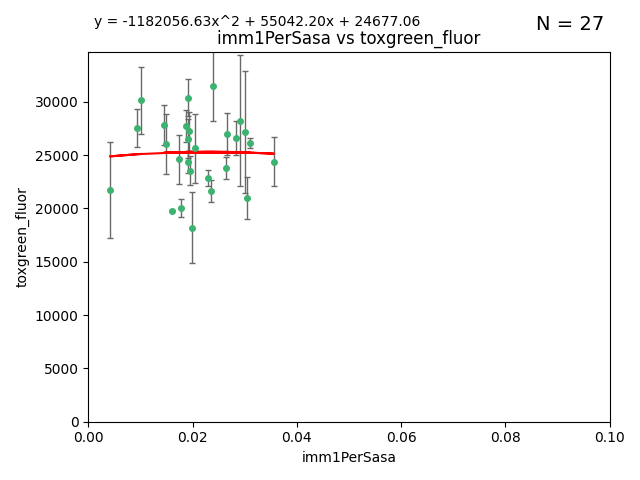 y = -1182056.63x^2 + 55042.20x + 24677.06
N = 27
imm1PerSasa vs toxgreen_fluor
30000
25000
20000
15000
10000
5000
0
toxgreen_fluor
0.00 0.02 0.04 0.06 0.08 0.10
imm1PerSasa